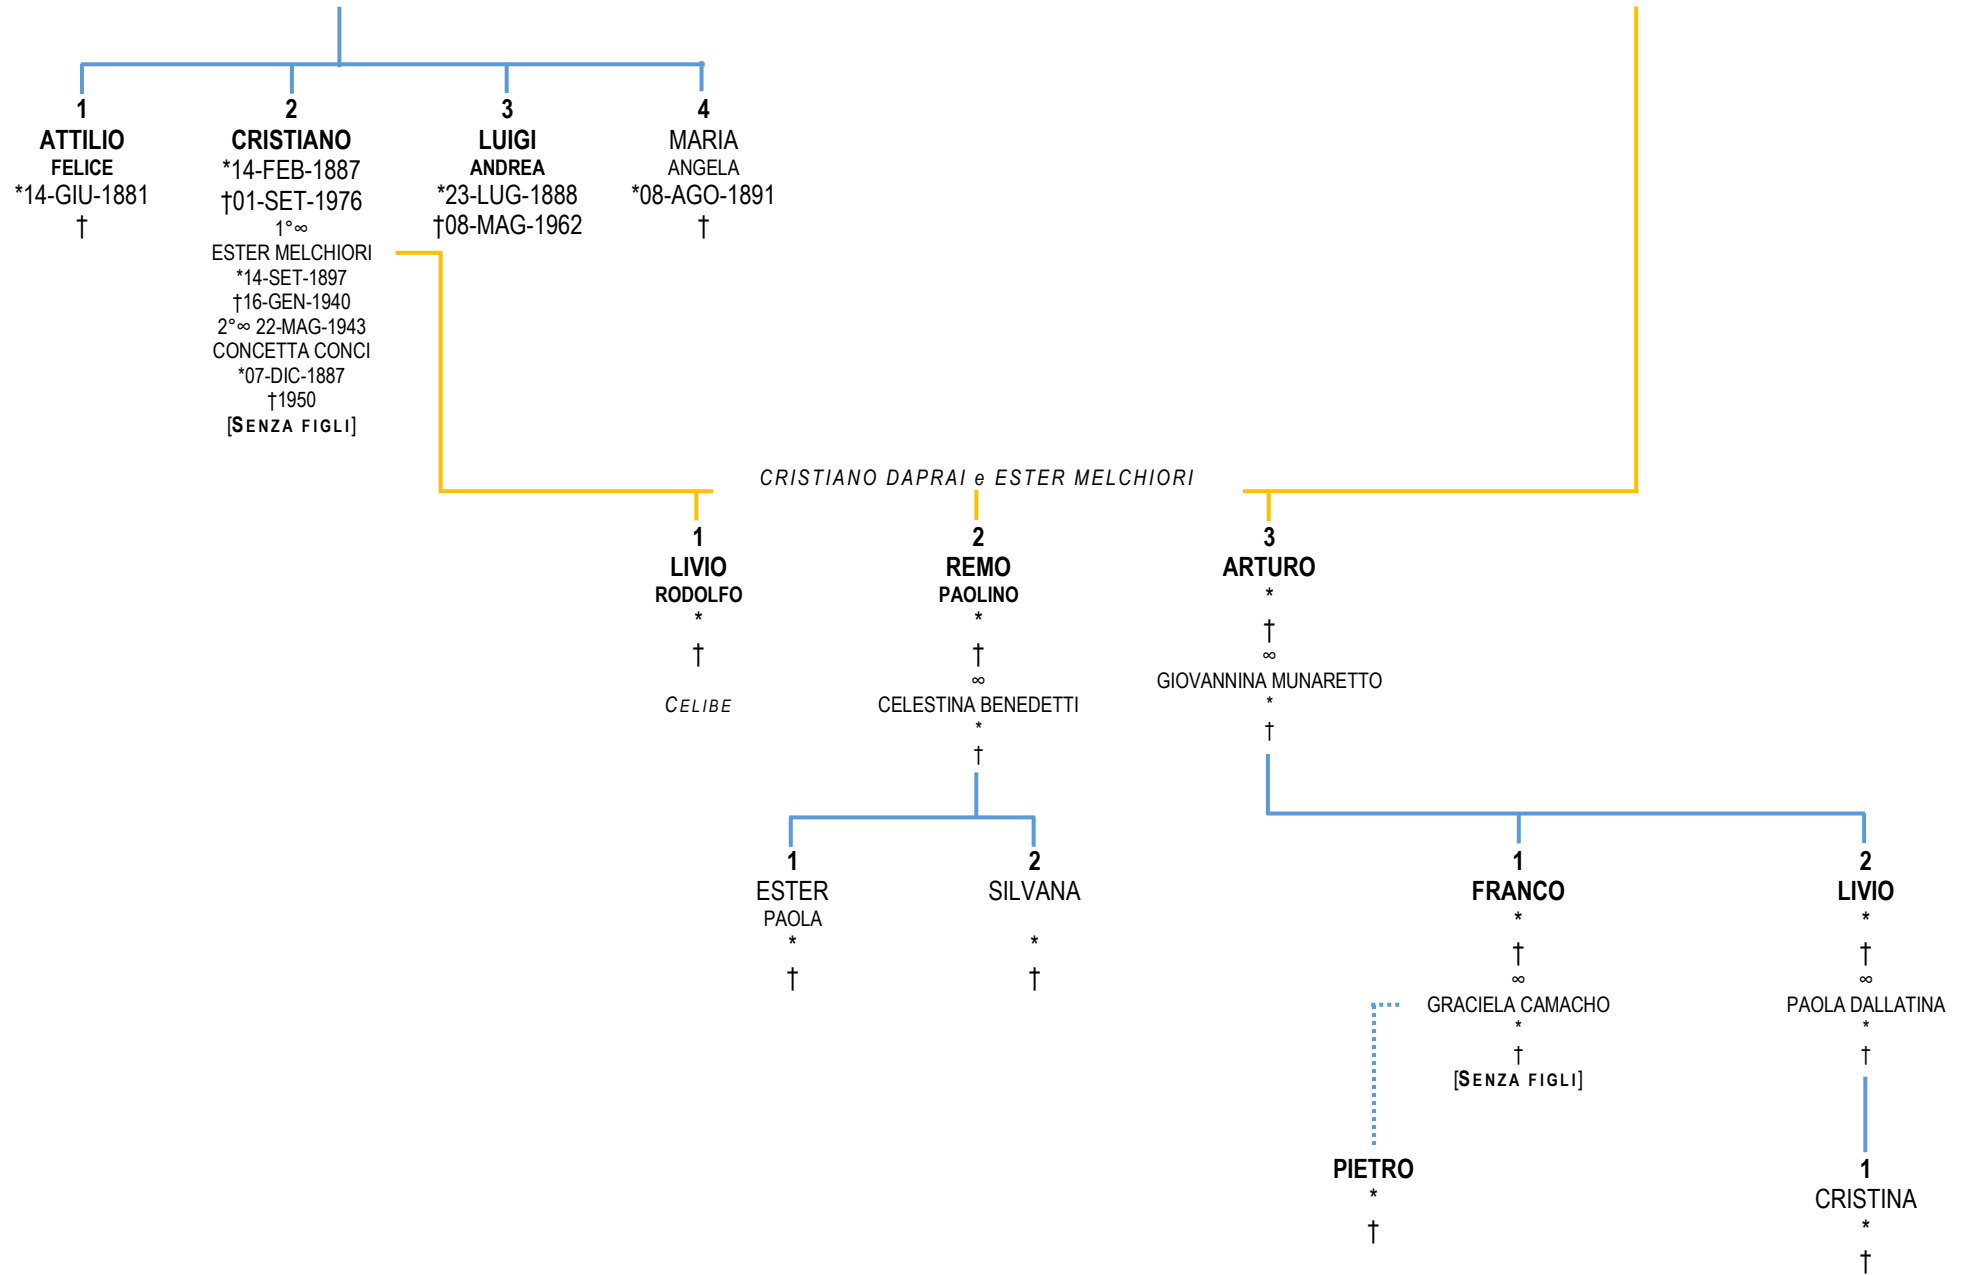 1
ATTILIO
FELICE
*14-GIU-1881
†
2
CRISTIANO
*14-FEB-1887
†01-SET-1976
1°∞
ESTER MELCHIORI
*14-SET-1897
†16-GEN-1940
2°∞ 22-MAG-1943
CONCETTA CONCI
*07-DIC-1887
†1950
[SENZA FIGLI]
3
LUIGI
ANDREA
*23-LUG-1888
†08-MAG-1962
4
MARIA
ANGELA
*08-AGO-1891
†
CRISTIANO DAPRAI e ESTER MELCHIORI
1
LIVIO
RODOLFO
*
†
CELIBE
2
REMO
PAOLINO
*
†
∞
CELESTINA BENEDETTI
*
†
3
ARTURO
*
†
∞
GIOVANNINA MUNARETTO
*
†
1
ESTER
PAOLA
*
†
2
SILVANA
*
†
1
FRANCO
*
†
∞
GRACIELA CAMACHO
*
†
[SENZA FIGLI]
2
LIVIO
*
†
∞
PAOLA DALLATINA
*
†
PIETRO
*
†
1
CRISTINA
*
†